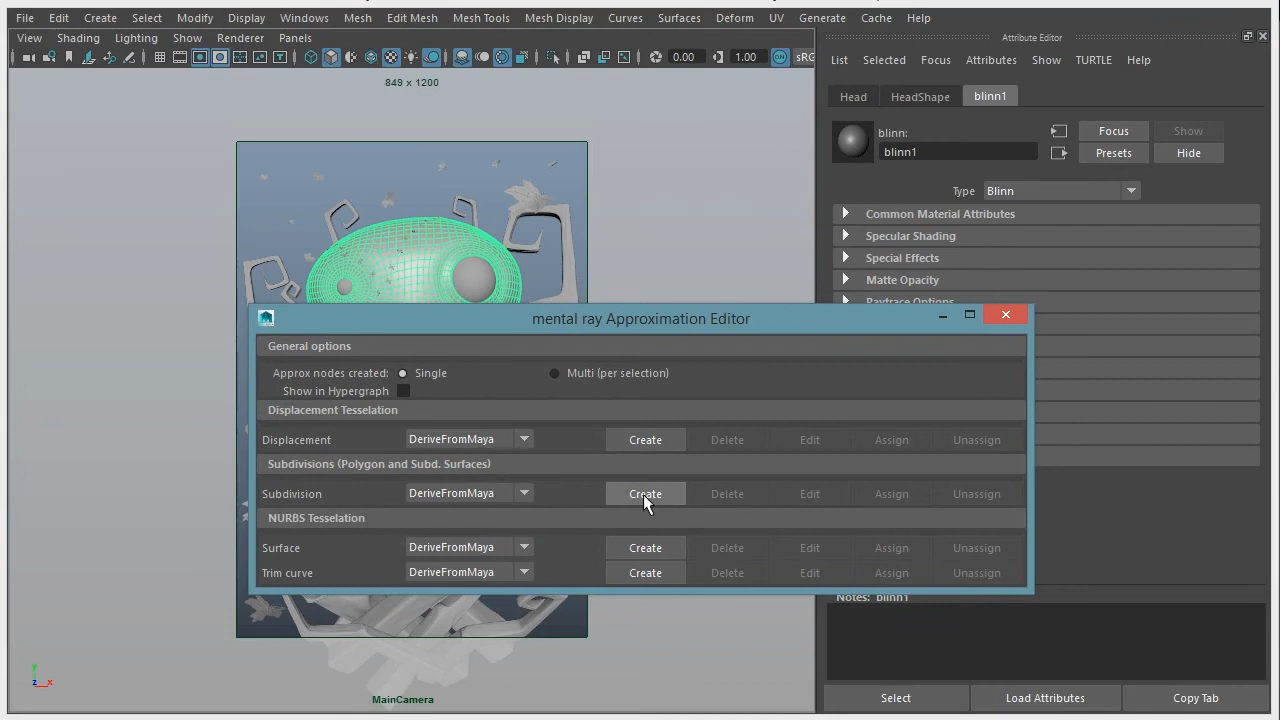 File Edit Create Select Modify Display Windows Mesh Edit Mesh Mesh Tools Mesh Display Curves Surfaces Deform UV Generate Cache Help
View Shading Lighting Show Renderer Panels
Attribute Editor
0.00 1.00 ON sRG
List Selected Focus Attributes Show TURTLE Help
849 x 1200
Head HeadShape blinn1
blinn: Focus Show
blinn1 Presets Hide
Type Blinn
Common Material Attributes
Specular Shading
Special Effects
Matte Opacity
Raytrace Options
mental ray Approximation Editor
General options
Approx nodes created: Single Multi (per selection)
Show in Hypergraph
Displacement Tesselation
Displacement DeriveFromMaya Create Delete Edit Assign Unassign
Subdivisions (Polygon and Subd. Surfaces)
Subdivision DeriveFromMaya Create Delete Edit Assign Unassign
NURBS Tesselation
Surface DeriveFromMaya Create Delete Edit Assign Unassign
Trim curve DeriveFromMaya Create Delete Edit Assign Unassign
Notes: blinn1
y
z x
MainCamera
Select Load Attributes Copy Tab